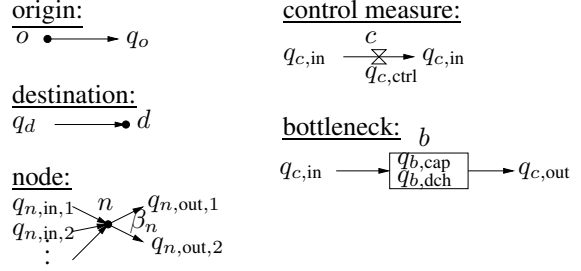 origin:
o q_o
destination:
q_d d
node:
q_{n,in,1} n q_{n,out,1}
q_{n,in,2} β_n
⋮ q_{n,out,2}
control measure:
c
q_{c,in} q_{c,in}
q_{c,ctrl}
bottleneck:
b
q_{c,in} q_{b,cap} q_{c,out}
q_{b,dch}